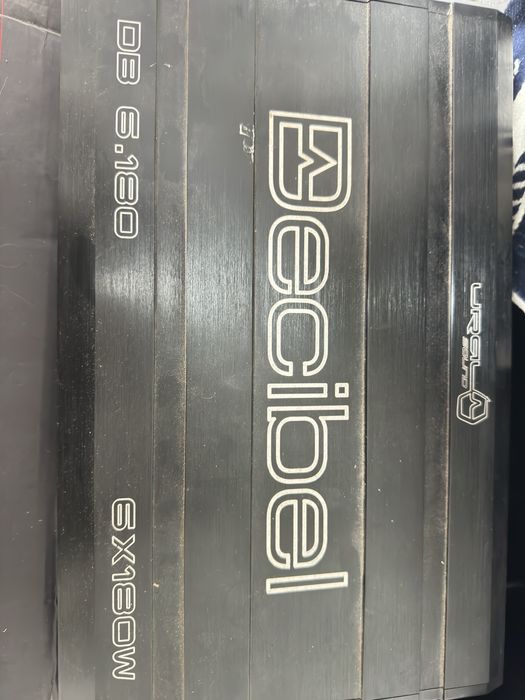 URAL
SOUND
Decibel
DB 6.180
6X180W